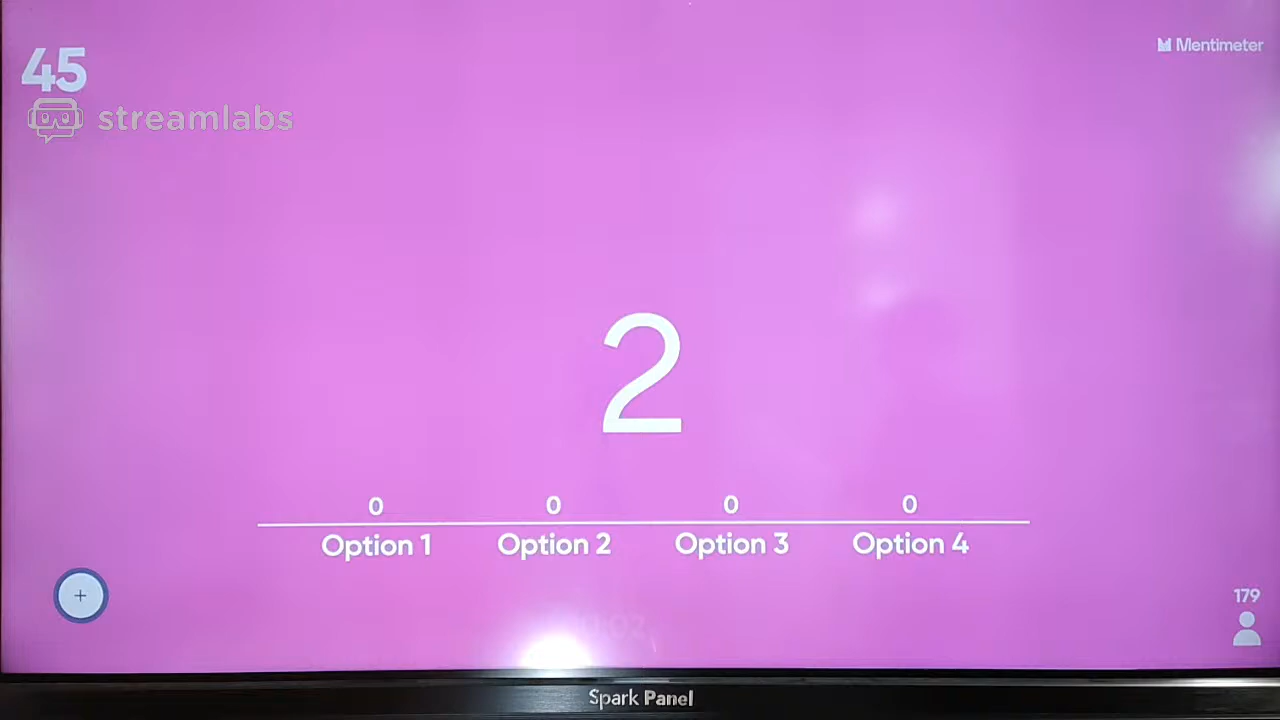 45
Mentimeter
streamlabs
2
0 0 0 0
Option 1 Option 2 Option 3 Option 4
+
179
Spark Panel